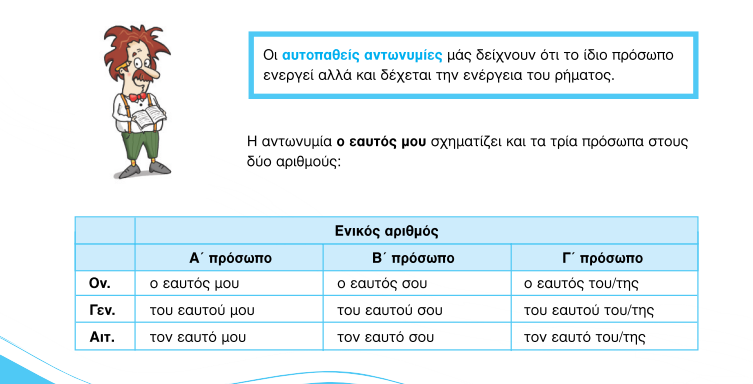 Οι αυτοπαθείς αντωνυμίες μάς δείχνουν ότι το ίδιο πρόσωπο
ενεργεί αλλά και δέχεται την ενέργεια του ρήματος.
Η αντωνυμία ο εαυτός μου σχηματίζει και τα τρία πρόσωπα στους
δύο αριθμούς:
Ενικός αριθμός
Α΄ πρόσωπο Β΄ πρόσωπο Γ΄ πρόσωπο
Ον. ο εαυτός μου ο εαυτός σου ο εαυτός του/της
Γεν. του εαυτού μου του εαυτού σου του εαυτού του/της
Αιτ. τον εαυτό μου τον εαυτό σου τον εαυτό του/της